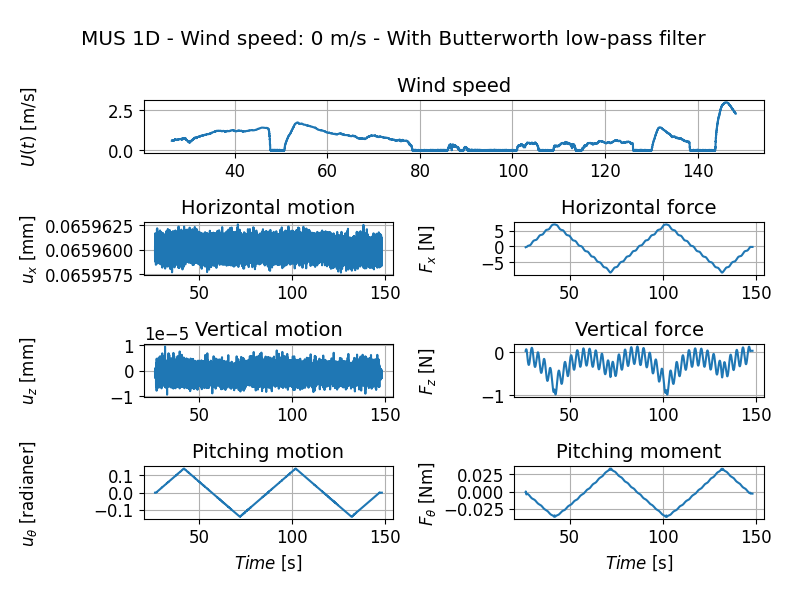 MUS 1D - Wind speed: 0 m/s - With Butterworth low-pass filter
Wind speed
U(t) [m/s]
2.5
0.0
40 60 80 100 120 140
Horizontal motion
u_x [mm]
0.0659625
0.0659600
0.0659575
50 100 150
Horizontal force
F_x [N]
5
0
−5
50 100 150
1e−5 Vertical motion
u_z [mm]
1
0
−1
50 100 150
Vertical force
F_z [N]
0
−1
50 100 150
Pitching motion
u_θ [radianer]
0.1
0.0
−0.1
50 100 150
Time [s]
Pitching moment
F_θ [Nm]
0.025
0.000
−0.025
50 100 150
Time [s]